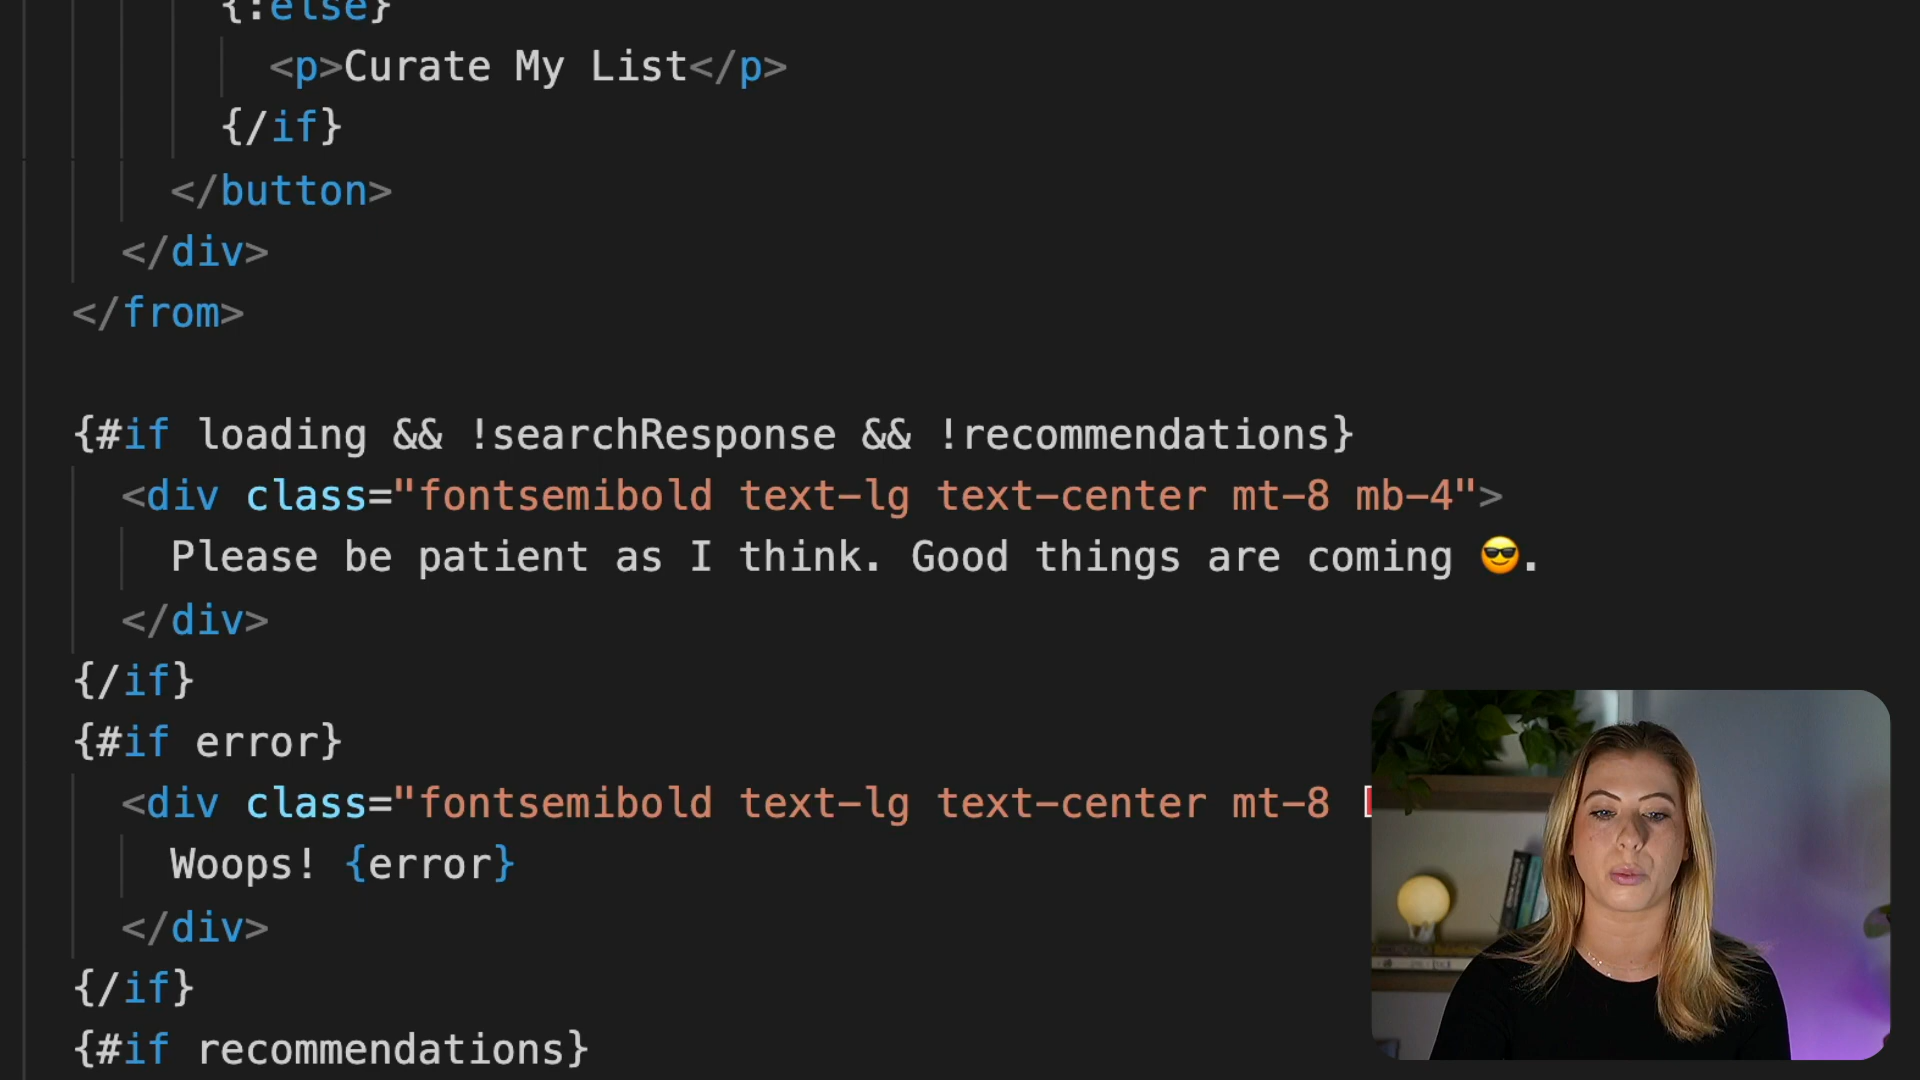 {:else}
<p>Curate My List</p>
{/if}
</button>
</div>
</from>
{#if loading && !searchResponse && !recommendations}
<div class="fontsemibold text-lg text-center mt-8 mb-4">
Please be patient as I think. Good things are coming 😎.
</div>
{/if}
{#if error}
<div class="fontsemibold text-lg text-center mt-8
Woops! {error}
</div>
{/if}
{#if recommendations}